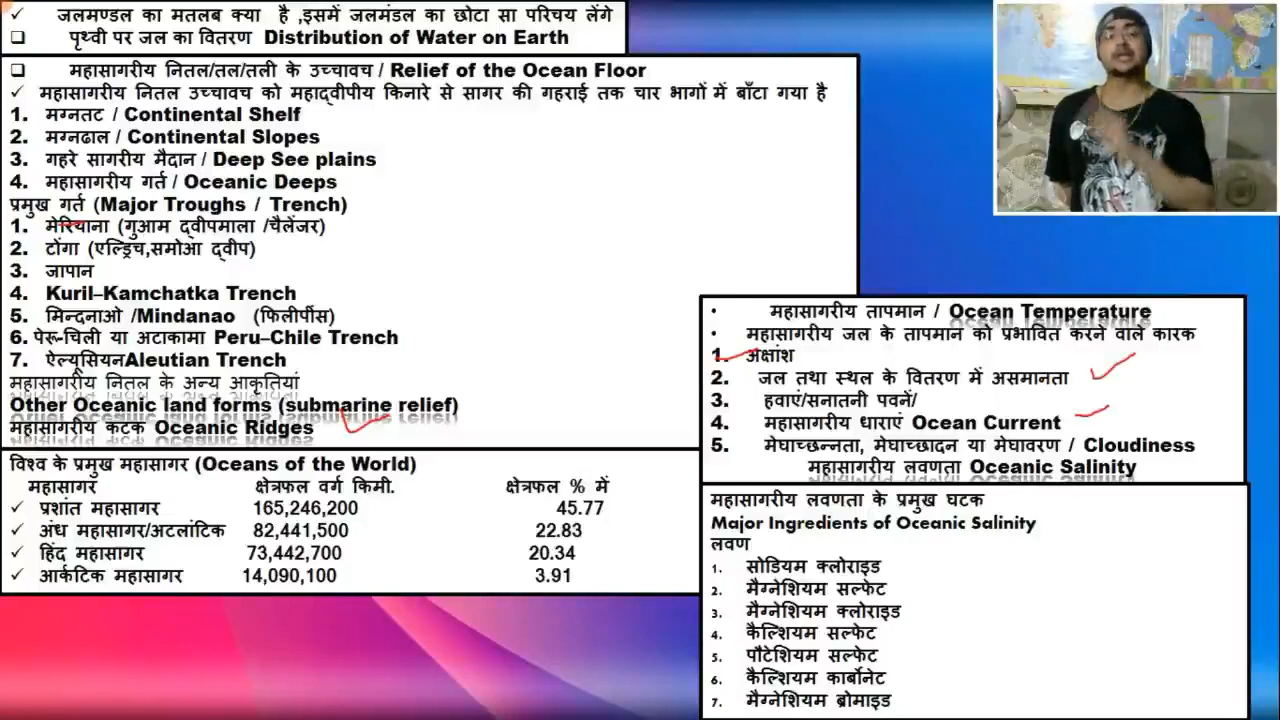 ✓ जलमण्डल का मतलब क्या है ,इसमें जलमंडल का छोटा सा परिचय लेंगे
❑ पृथ्वी पर जल का वितरण Distribution of Water on Earth
❑ महासागरीय नितल/तल/तली के उच्चावच / Relief of the Ocean Floor
✓ महासागरीय नितल उच्चावच को महाद्वीपीय किनारे से सागर की गहराई तक चार भागों में बाँटा गया है
1. मग्नतट / Continental Shelf
2. मग्नढाल / Continental Slopes
3. गहरे सागरीय मैदान / Deep See plains
4. महासागरीय गर्त / Oceanic Deeps
प्रमुख गर्त (Major Troughs / Trench)
1. मेरियाना (गुआम द्वीपमाला /चैलेंजर)
2. टोंगा (एल्ड्रिच,समोआ द्वीप)
3. जापान
4. Kuril–Kamchatka Trench
5. मिन्दनाओ /Mindanao (फिलीपींस)
6. पेरू-चिली या अटाकामा Peru–Chile Trench
7. ऐल्यूसियनAleutian Trench
महासागरीय नितल के अन्य आकृतियां
Other Oceanic land forms (submarine relief)
महासागरीय कटक Oceanic Ridges
विश्व के प्रमुख महासागर (Oceans of the World)
महासागर क्षेत्रफल वर्ग किमी. क्षेत्रफल % में
✓ प्रशांत महासागर 165,246,200 45.77
✓ अंध महासागर/अटलांटिक 82,441,500 22.83
✓ हिंद महासागर 73,442,700 20.34
✓ आर्कटिक महासागर 14,090,100 3.91
• महासागरीय तापमान / Ocean Temperature
• महासागरीय जल के तापमान को प्रभावित करने वाले कारक
1. अक्षांश
2. जल तथा स्थल के वितरण में असमानता
3. हवाएं/सनातनी पवनें/
4. महासागरीय धाराएं Ocean Current
5. मेघाच्छन्नता, मेघाच्छादन या मेघावरण / Cloudiness
महासागरीय लवणता Oceanic Salinity
महासागरीय लवणता के प्रमुख घटक
Major Ingredients of Oceanic Salinity
लवण
1. सोडियम क्लोराइड
2. मैग्नेशियम सल्फेट
3. मैग्नेशियम क्लोराइड
4. कैल्शियम सल्फेट
5. पौटेशियम सल्फेट
6. कैल्शियम कार्बोनेट
7. मैग्नेशियम ब्रोमाइड